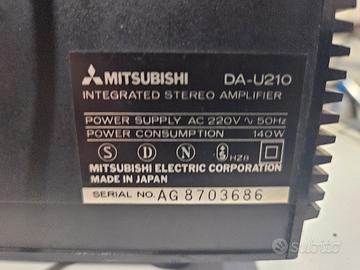 MITSUBISHI DA-U210
INTEGRATED STEREO AMPLIFIER
POWER SUPPLY AC 220V ~ 50Hz
POWER CONSUMPTION 140W
S D N HZ8
MITSUBISHI ELECTRIC CORPORATION
MADE IN JAPAN
SERIAL NO. AG 8703686
subito